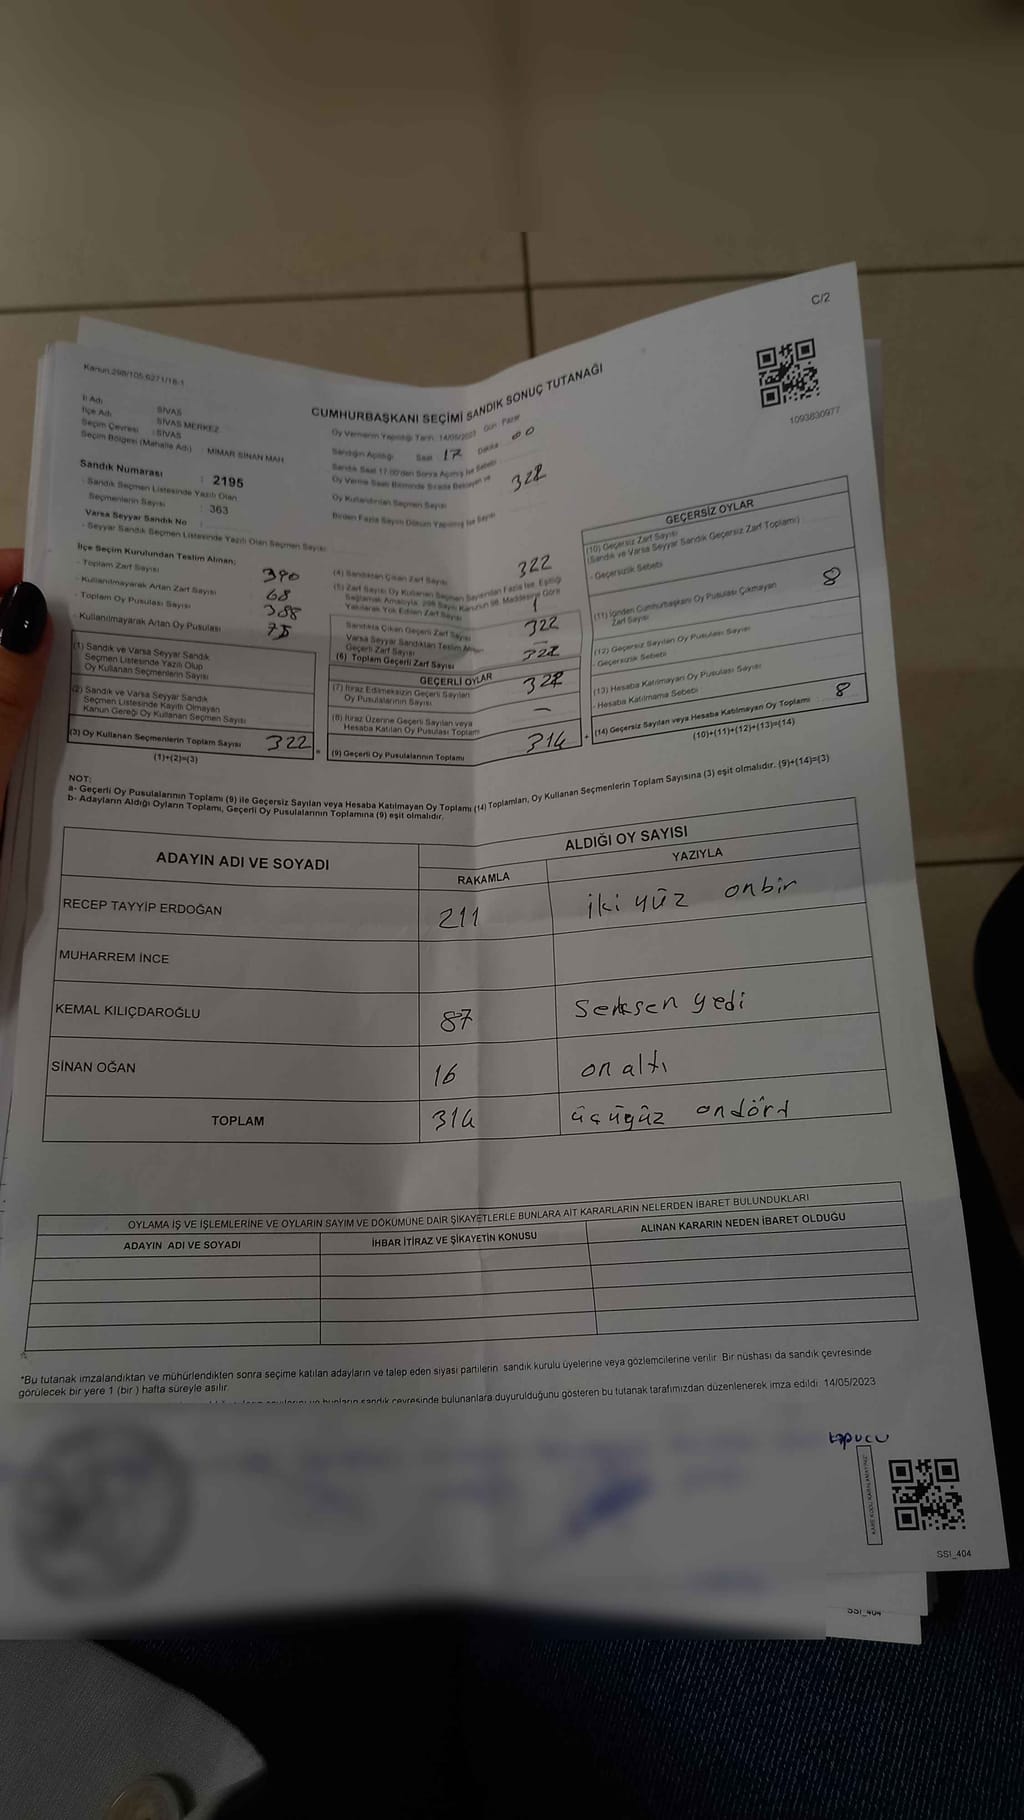 C/2
Kanun:298/105;6271/18-1
1093830977
CUMHURBAŞKANI SEÇİMİ SANDIK SONUÇ TUTANAĞI
İl Adı : SİVAS
İlçe Adı : SİVAS MERKEZ
Seçim Çevresi : SİVAS
Seçim Bölgesi (Mahalle Adı) : MİMAR SİNAN MAH.
Sandık Numarası : 2195
- Sandık Seçmen Listesinde Yazılı Olan
Seçmenlerin Sayısı : 363
Varsa Seyyar Sandık No :
- Seyyar Sandık Seçmen Listesinde Yazılı Olan Seçmen Sayısı
Oy Vermenin Yapıldığı Tarih: 14/05/2023 Gün : Pazar
Sandığın Açıldığı Saat : 17 Dakika : 00
Sandık Saat 17:00'den Sonra Açılmış İse Sebebi
Oy Verme Saati Bitiminde Sırada Bekleyen ve
Oy Kullandırılan Seçmen Sayısı 322
Birden Fazla Sayım Döküm Yapılmış İse Sayısı
İlçe Seçim Kurulundan Teslim Alınan;
- Toplam Zarf Sayısı 390
- Kullanılmayarak Artan Zarf Sayısı 68
- Toplam Oy Pusulası Sayısı 388
- Kullanılmayarak Artan Oy Pusulası 75
(1) Sandık ve Varsa Seyyar Sandık
Seçmen Listesinde Yazılı Olup
Oy Kullanan Seçmenlerin Sayısı
(2) Sandık ve Varsa Seyyar Sandık
Seçmen Listesinde Kayıtlı Olmayan
Kanun Gereği Oy Kullanan Seçmen Sayısı
(3) Oy Kullanan Seçmenlerin Toplam Sayısı 322
(1)+(2)=(3)
(4) Sandıktan Çıkan Zarf Sayısı 322
(5) Zarf Sayısı Oy Kullanan Seçmen Sayısından Fazla İse, Eşitliği
Sağlamak Amacıyla, 298 Sayılı Kanunun 98. Maddesine Göre
Yakılarak Yok Edilen Zarf Sayısı
Sandıkta Çıkan Geçerli Zarf Sayısı 322
Varsa Seyyar Sandıktan Teslim Alınan
Geçerli Zarf Sayısı —
(6) Toplam Geçerli Zarf Sayısı 322
GEÇERLİ OYLAR
(7) İtiraz Edilmeksizin Geçerli Sayılan
Oy Pusulasının Sayısı 322
(8) İtiraz Üzerine Geçerli Sayılan veya
Hesaba Katılan Oy Pusulası Toplamı —
(9) Geçerli Oy Pusulalarının Toplamı 314
GEÇERSİZ OYLAR
(10) Geçersiz Zarf Sayısı
(Sandık ve Varsa Seyyar Sandık Geçersiz Zarf Toplamı)
- Geçersizlik Sebebi
(11) İçinden Cumhurbaşkanı Oy Pusulası Çıkmayan
Zarf Sayısı 8
(12) Geçersiz Sayılan Oy Pusulası Sayısı
- Geçersizlik Sebebi
(13) Hesaba Katılmayan Oy Pusulası Sayısı
- Hesaba Katılmama Sebebi
(14) Geçersiz Sayılan veya Hesaba Katılmayan Oy Toplamı 8
(10)+(11)+(12)+(13)=(14)
NOT:
a- Geçerli Oy Pusulalarının Toplamı (9) ile Geçersiz Sayılan veya Hesaba Katılmayan Oy Toplamı (14) Toplamları, Oy Kullanan Seçmenlerin Toplam Sayısına (3) eşit olmalıdır. (9)+(14)=(3)
b- Adayların Aldığı Oyların Toplamı, Geçerli Oy Pusulalarının Toplamına (9) eşit olmalıdır.
ADAYIN ADI VE SOYADI
ALDIĞI OY SAYISI
RAKAMLA YAZIYLA
RECEP TAYYİP ERDOĞAN 211 iki yüz onbir
MUHARREM İNCE
KEMAL KILIÇDAROĞLU 87 Seksen yedi
SİNAN OĞAN 16 on altı
TOPLAM 314 üçüyüz ondört
OYLAMA İŞ VE İŞLEMLERİNE VE OYLARIN SAYIM VE DÖKÜMÜNE DAİR ŞİKAYETLERLE BUNLARA AİT KARARLARIN NELERDEN İBARET BULUNDUKLARI
ADAYIN ADI VE SOYADI İHBAR İTİRAZ VE ŞİKAYETİN KONUSU ALINAN KARARIN NEDEN İBARET OLDUĞU
*Bu tutanak imzalandıktan ve mühürlendikten sonra seçime katılan adayların ve talep eden siyasi partilerin sandık kurulu üyelerine veya gözlemcilerine verilir. Bir nüshası da sandık çevresinde
görülecek bir yere 1 (bir ) hafta süreyle asılır.
bunların sandık çevresinde bulunanlara duyurulduğunu gösteren bu tutanak tarafımızdan düzenlenerek imza edildi. 14/05/2023
kapucu
SSI_404
SSI_404